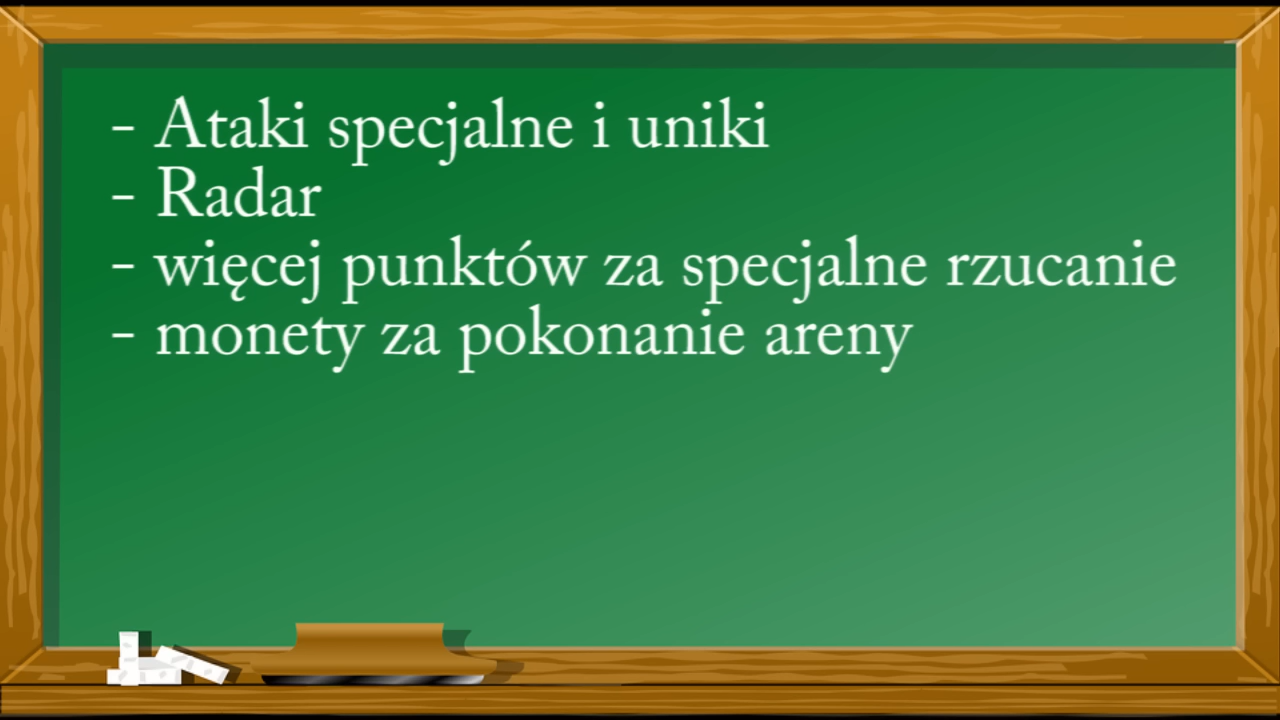 - Ataki specjalne i uniki
- Radar
- więcej punktów za specjalne rzucanie
- monety za pokonanie areny